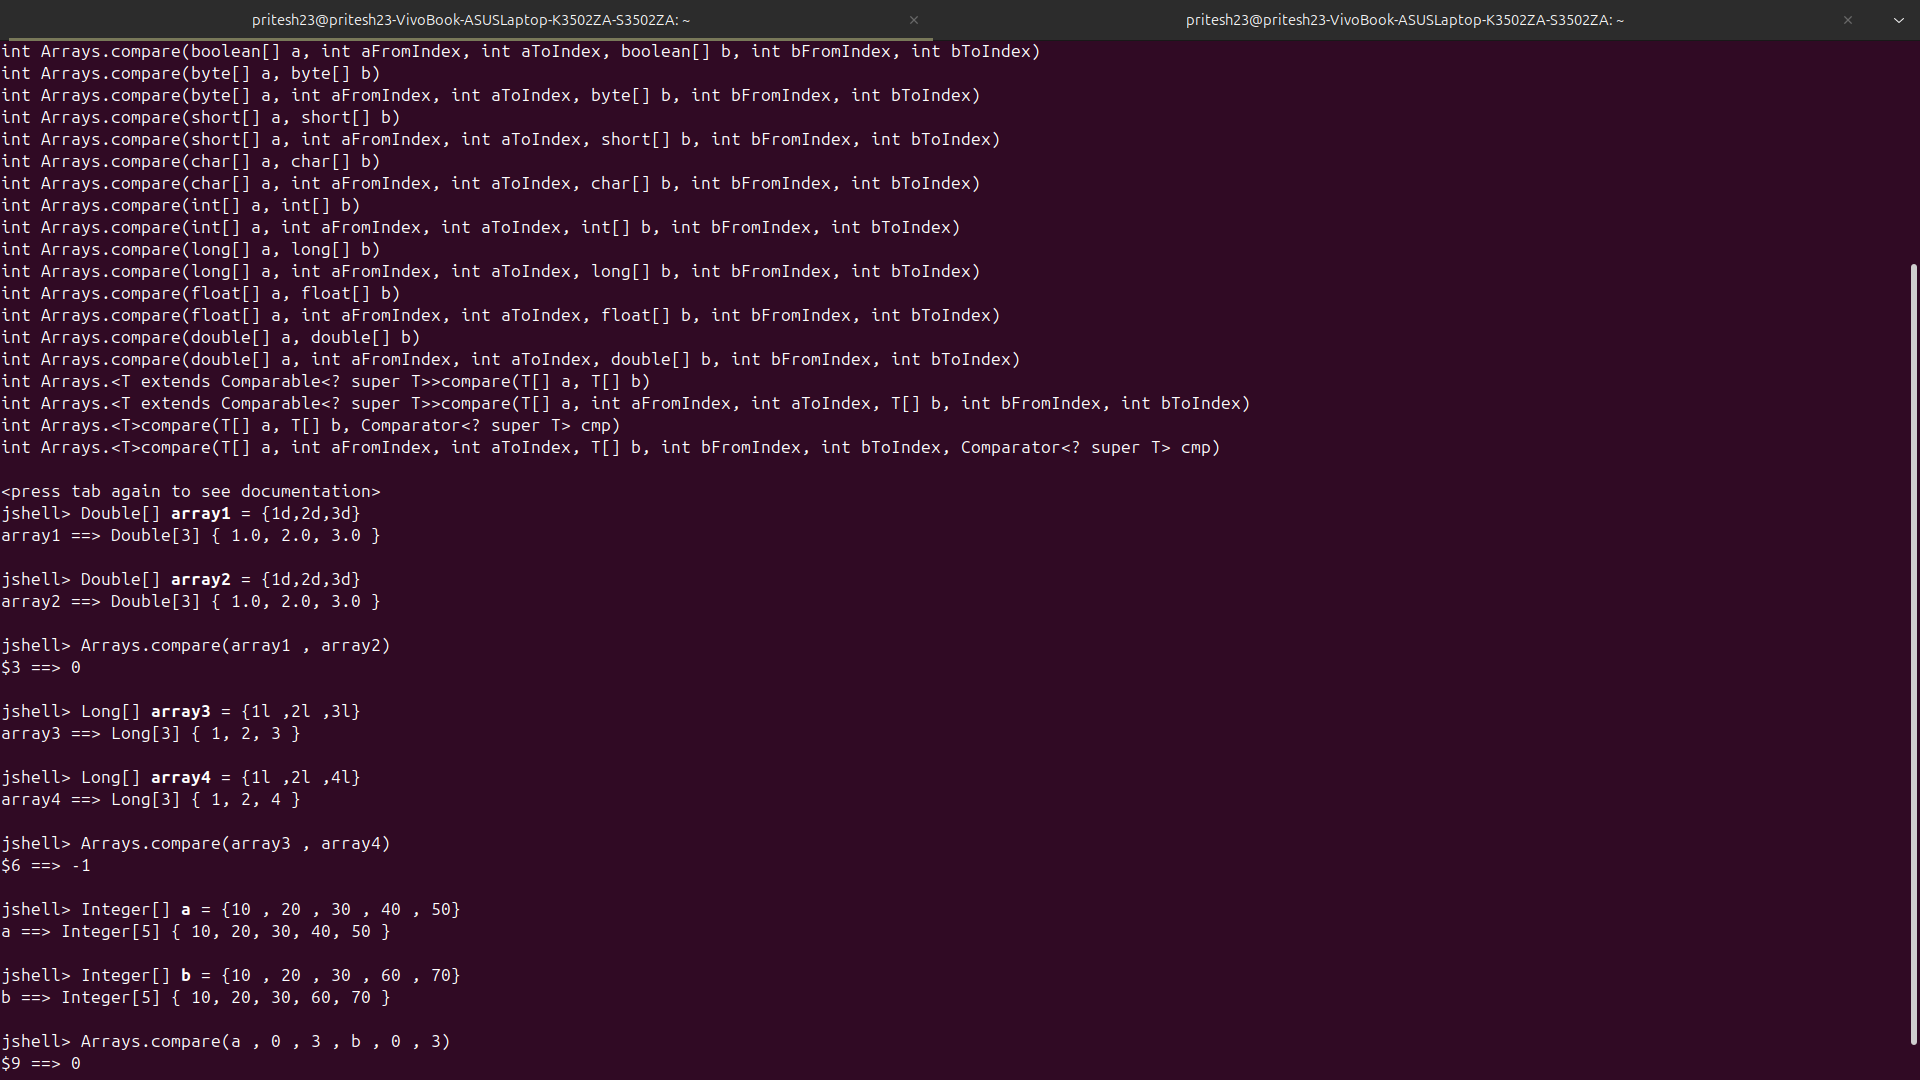 pritesh23@pritesh23-VivoBook-ASUSLaptop-K3502ZA-S3502ZA: ~
pritesh23@pritesh23-VivoBook-ASUSLaptop-K3502ZA-S3502ZA: ~
int Arrays.compare(boolean[] a, int aFromIndex, int aToIndex, boolean[] b, int bFromIndex, int bToIndex)
int Arrays.compare(byte[] a, byte[] b)
int Arrays.compare(byte[] a, int aFromIndex, int aToIndex, byte[] b, int bFromIndex, int bToIndex)
int Arrays.compare(short[] a, short[] b)
int Arrays.compare(short[] a, int aFromIndex, int aToIndex, short[] b, int bFromIndex, int bToIndex)
int Arrays.compare(char[] a, char[] b)
int Arrays.compare(char[] a, int aFromIndex, int aToIndex, char[] b, int bFromIndex, int bToIndex)
int Arrays.compare(int[] a, int[] b)
int Arrays.compare(int[] a, int aFromIndex, int aToIndex, int[] b, int bFromIndex, int bToIndex)
int Arrays.compare(long[] a, long[] b)
int Arrays.compare(long[] a, int aFromIndex, int aToIndex, long[] b, int bFromIndex, int bToIndex)
int Arrays.compare(float[] a, float[] b)
int Arrays.compare(float[] a, int aFromIndex, int aToIndex, float[] b, int bFromIndex, int bToIndex)
int Arrays.compare(double[] a, double[] b)
int Arrays.compare(double[] a, int aFromIndex, int aToIndex, double[] b, int bFromIndex, int bToIndex)
int Arrays.<T extends Comparable<? super T>>compare(T[] a, T[] b)
int Arrays.<T extends Comparable<? super T>>compare(T[] a, int aFromIndex, int aToIndex, T[] b, int bFromIndex, int bToIndex)
int Arrays.<T>compare(T[] a, T[] b, Comparator<? super T> cmp)
int Arrays.<T>compare(T[] a, int aFromIndex, int aToIndex, T[] b, int bFromIndex, int bToIndex, Comparator<? super T> cmp)

<press tab again to see documentation>
jshell> Double[] array1 = {1d,2d,3d}
array1 ==> Double[3] { 1.0, 2.0, 3.0 }

jshell> Double[] array2 = {1d,2d,3d}
array2 ==> Double[3] { 1.0, 2.0, 3.0 }

jshell> Arrays.compare(array1 , array2)
$3 ==> 0

jshell> Long[] array3 = {1l ,2l ,3l}
array3 ==> Long[3] { 1, 2, 3 }

jshell> Long[] array4 = {1l ,2l ,4l}
array4 ==> Long[3] { 1, 2, 4 }

jshell> Arrays.compare(array3 , array4)
$6 ==> -1

jshell> Integer[] a = {10 , 20 , 30 , 40 , 50}
a ==> Integer[5] { 10, 20, 30, 40, 50 }

jshell> Integer[] b = {10 , 20 , 30 , 60 , 70}
b ==> Integer[5] { 10, 20, 30, 60, 70 }

jshell> Arrays.compare(a , 0 , 3 , b , 0 , 3)
$9 ==> 0